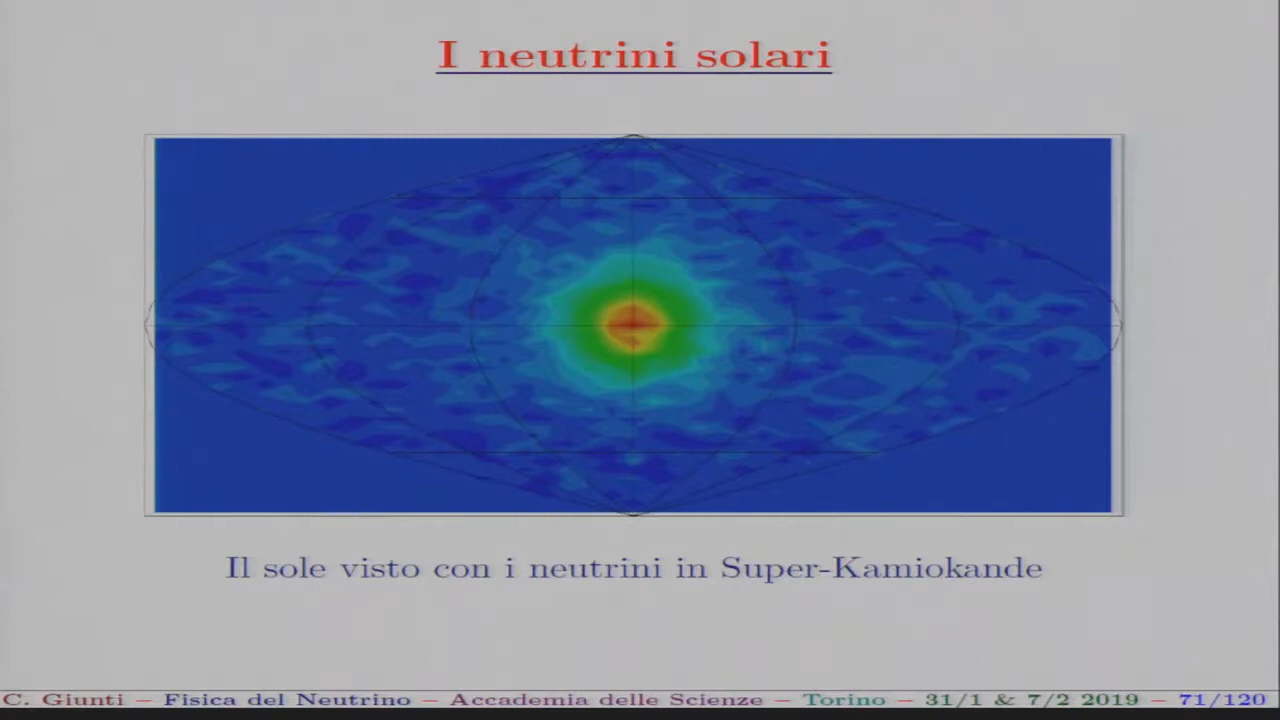 I neutrini solari
Il sole visto con i neutrini in Super-Kamiokande
C. Giunti – Fisica del Neutrino – Accademia delle Scienze – Torino – 31/1 & 7/2 2019 – 71/120